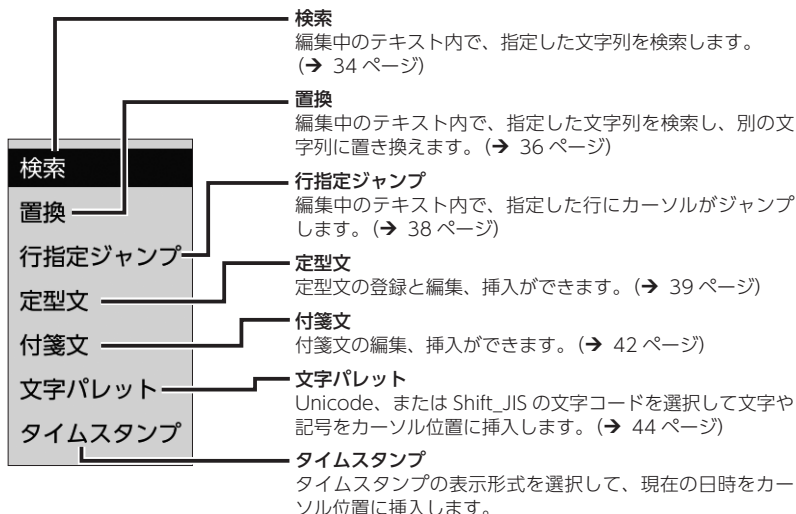 検索
置換
行指定ジャンプ
定型文
付箋文
文字パレット
タイムスタンプ
検索
編集中のテキスト内で、指定した文字列を検索します。
(➔ 34 ページ)
置換
編集中のテキスト内で、指定した文字列を検索し、別の文
字列に置き換えます。(➔ 36 ページ)
行指定ジャンプ
編集中のテキスト内で、指定した行にカーソルがジャンプ
します。(➔ 38 ページ)
定型文
定型文の登録と編集、挿入ができます。(➔ 39 ページ)
付箋文
付箋文の編集、挿入ができます。(➔ 42 ページ)
文字パレット
Unicode、または Shift_JIS の文字コードを選択して文字や
記号をカーソル位置に挿入します。(➔ 44 ページ)
タイムスタンプ
タイムスタンプの表示形式を選択して、現在の日時をカー
ソル位置に挿入します。